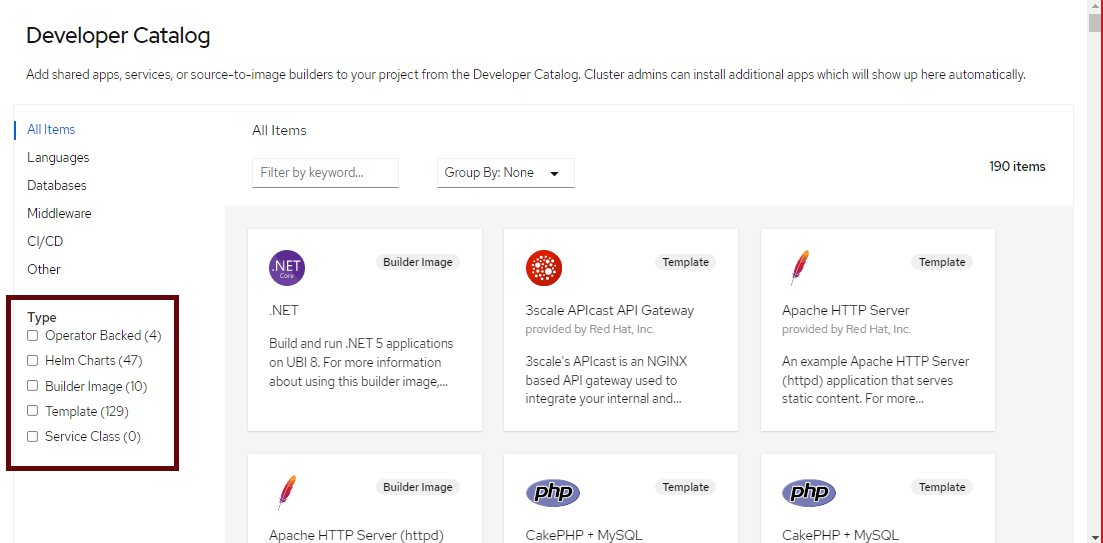 Developer Catalog
Add shared apps, services, or source-to-image builders to your project from the Developer Catalog. Cluster admins can install additional apps which will show up here automatically.
All Items
Languages
Databases
Middleware
CI/CD
Other
Type
Operator Backed (4)
Helm Charts (47)
Builder Image (10)
Template (129)
Service Class (0)
All Items
Filter by keyword...
Group By: None
190 items
.NET
Core
Builder Image
.NET
Build and run .NET 5 applications
on UBI 8. For more information
about using this builder image,...
Template
3scale APIcast API Gateway
provided by Red Hat, Inc.
3scale's APIcast is an NGINX
based API gateway used to
integrate your internal and...
Template
Apache HTTP Server
provided by Red Hat, Inc.
An example Apache HTTP Server
(httpd) application that serves
static content. For more...
Builder Image
Apache HTTP Server (httpd)
php
Template
CakePHP + MySQL
php
Template
CakePHP + MySQL